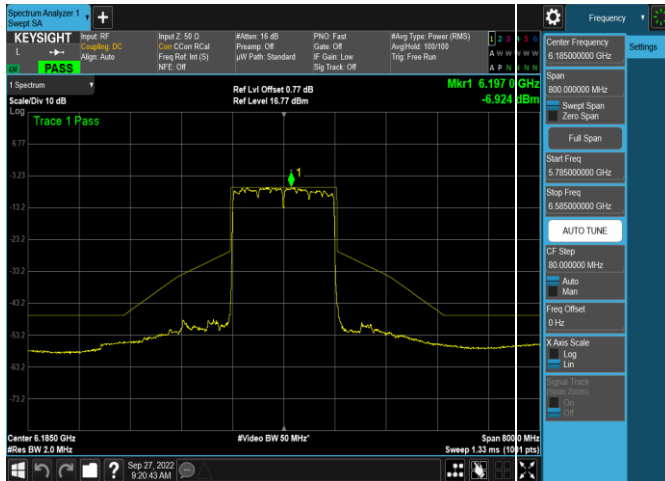 Spectrum Analyzer 1
Swept SA
+
Frequency
KEYSIGHT
Input: RF
Input Z: 50 Ω
#Atten: 16 dB
PNO: Fast
#Avg Type: Power (RMS)
1 2 3 4 5 6
L
Coupling: DC
Corr CCorr RCal
Preamp: Off
Gate: Off
Avg|Hold: 100/100
A W W W W W
Align: Auto
Freq Ref: Int (S)
µW Path: Standard
IF Gain: Low
Trig: Free Run
PASS
NFE: Off
Sig Track: Off
A P N N N N
1 Spectrum
Ref Lvl Offset 0.77 dB
Mkr1 6.197 0 GHz
Scale/Div 10 dB
Ref Level 16.77 dBm
-6.924 dBm
Log
Trace 1 Pass
6.77
1
-3.23
-13.2
-23.2
-33.2
-43.2
-53.2
-63.2
-73.2
Center 6.1850 GHz
#Video BW 50 MHz*
Span 800.0 MHz
#Res BW 2.0 MHz
Sweep 1.33 ms (1001 pts)
Sep 27, 2022
9:20:43 AM
Settings
Center Frequency
6.185000000 GHz
Span
800.000000 MHz
Swept Span
Zero Span
Full Span
Start Freq
5.785000000 GHz
Stop Freq
6.585000000 GHz
AUTO TUNE
CF Step
80.000000 MHz
Auto
Man
Freq Offset
0 Hz
X Axis Scale
Log
Lin
Signal Track
(Span Zoom)
On
Off